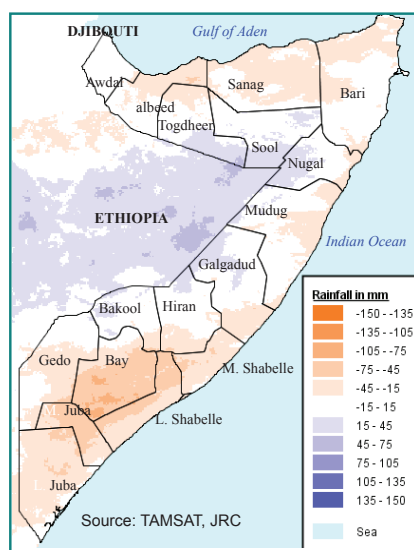 DJIBOUTI
Gulf of Aden
Awdal
Sanag
Bari
albeed
Togdheer
Sool
Nugal
ETHIOPIA
Mudug
Indian Ocean
Galgadud
Bakool
Hiran
Gedo
Bay
M. Shabelle
M. Juba
L. Shabelle
L. Juba
Source: TAMSAT, JRC
Rainfall in mm
-150 - -135
-135 - -105
-105 - -75
-75 - -45
-45 - -15
-15 - 15
15 - 45
45 - 75
75 - 105
105 - 135
135 - 150
Sea